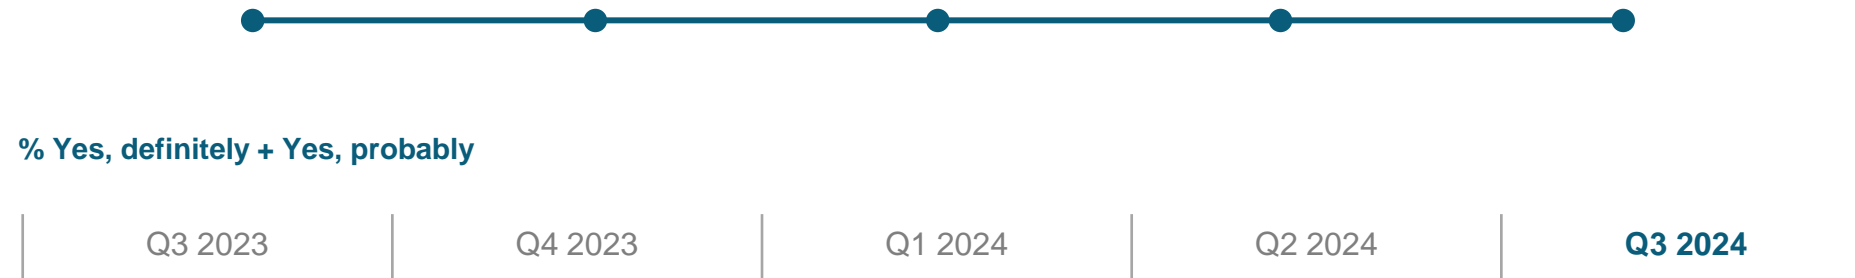 % Yes, definitely + Yes, probably
Q3 2023 Q4 2023 Q1 2024 Q2 2024 Q3 2024